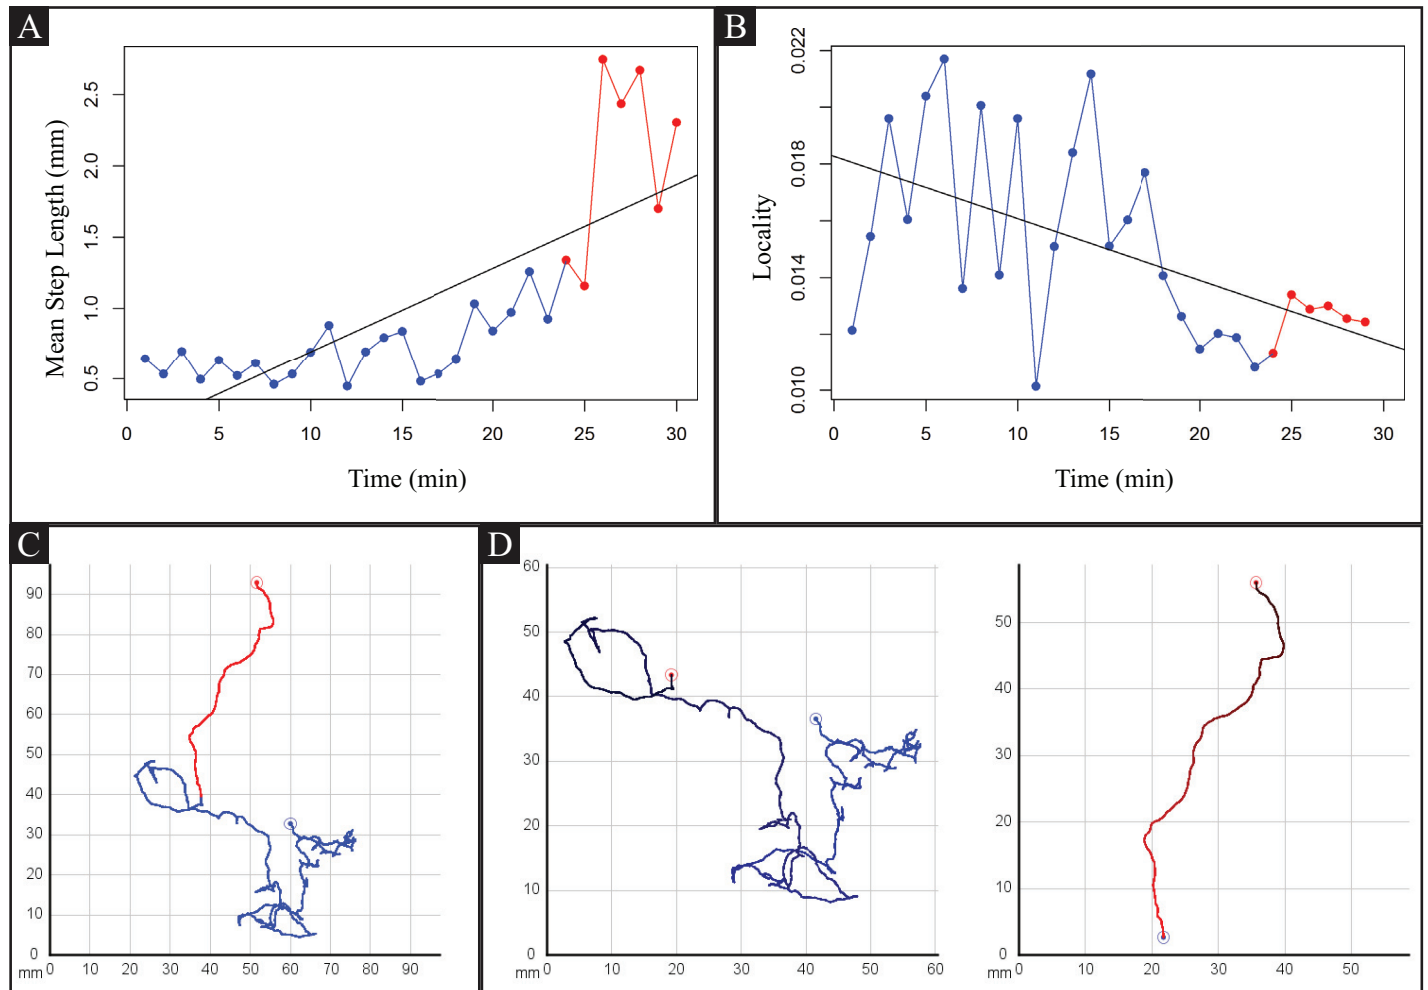 A
Mean Step Length (mm)
2.5
2.0
1.5
1.0
0.5
0 5 10 15 20 25 30
Time (min)
B
Locality
0.022
0.018
0.014
0.010
0 5 10 15 20 25 30
Time (min)
C
90
80
70
60
50
40
30
20
10
0
mm 0 10 20 30 40 50 60 70 80 90
D
60
50
40
30
20
10
0
mm 0 10 20 30 40 50 60
50
40
30
20
10
0
mm 0 10 20 30 40 50